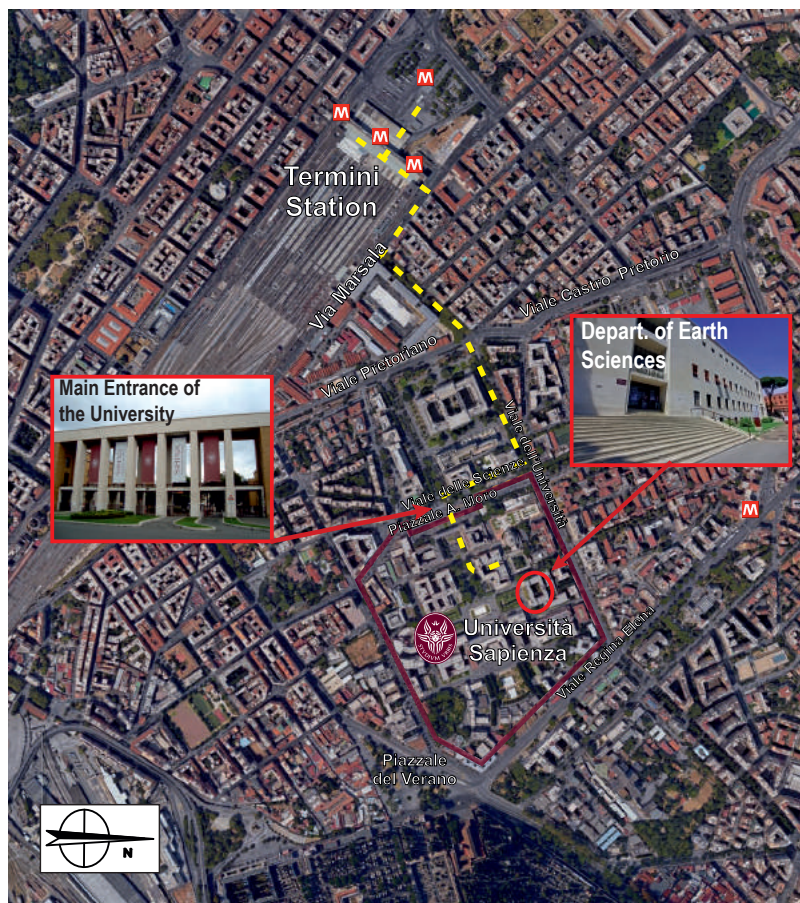 M
M
M
M
Termini
Station
Via Marsala
Viale Castro Pretorio
Viale Pretoriano
Depart. of Earth
Sciences
Main Entrance of
the University
Viale dell'Università
Viale delle Scienze
Piazzale A. Moro
M
Università
Sapienza
Viale Regina Elena
Piazzale
del Verano
N